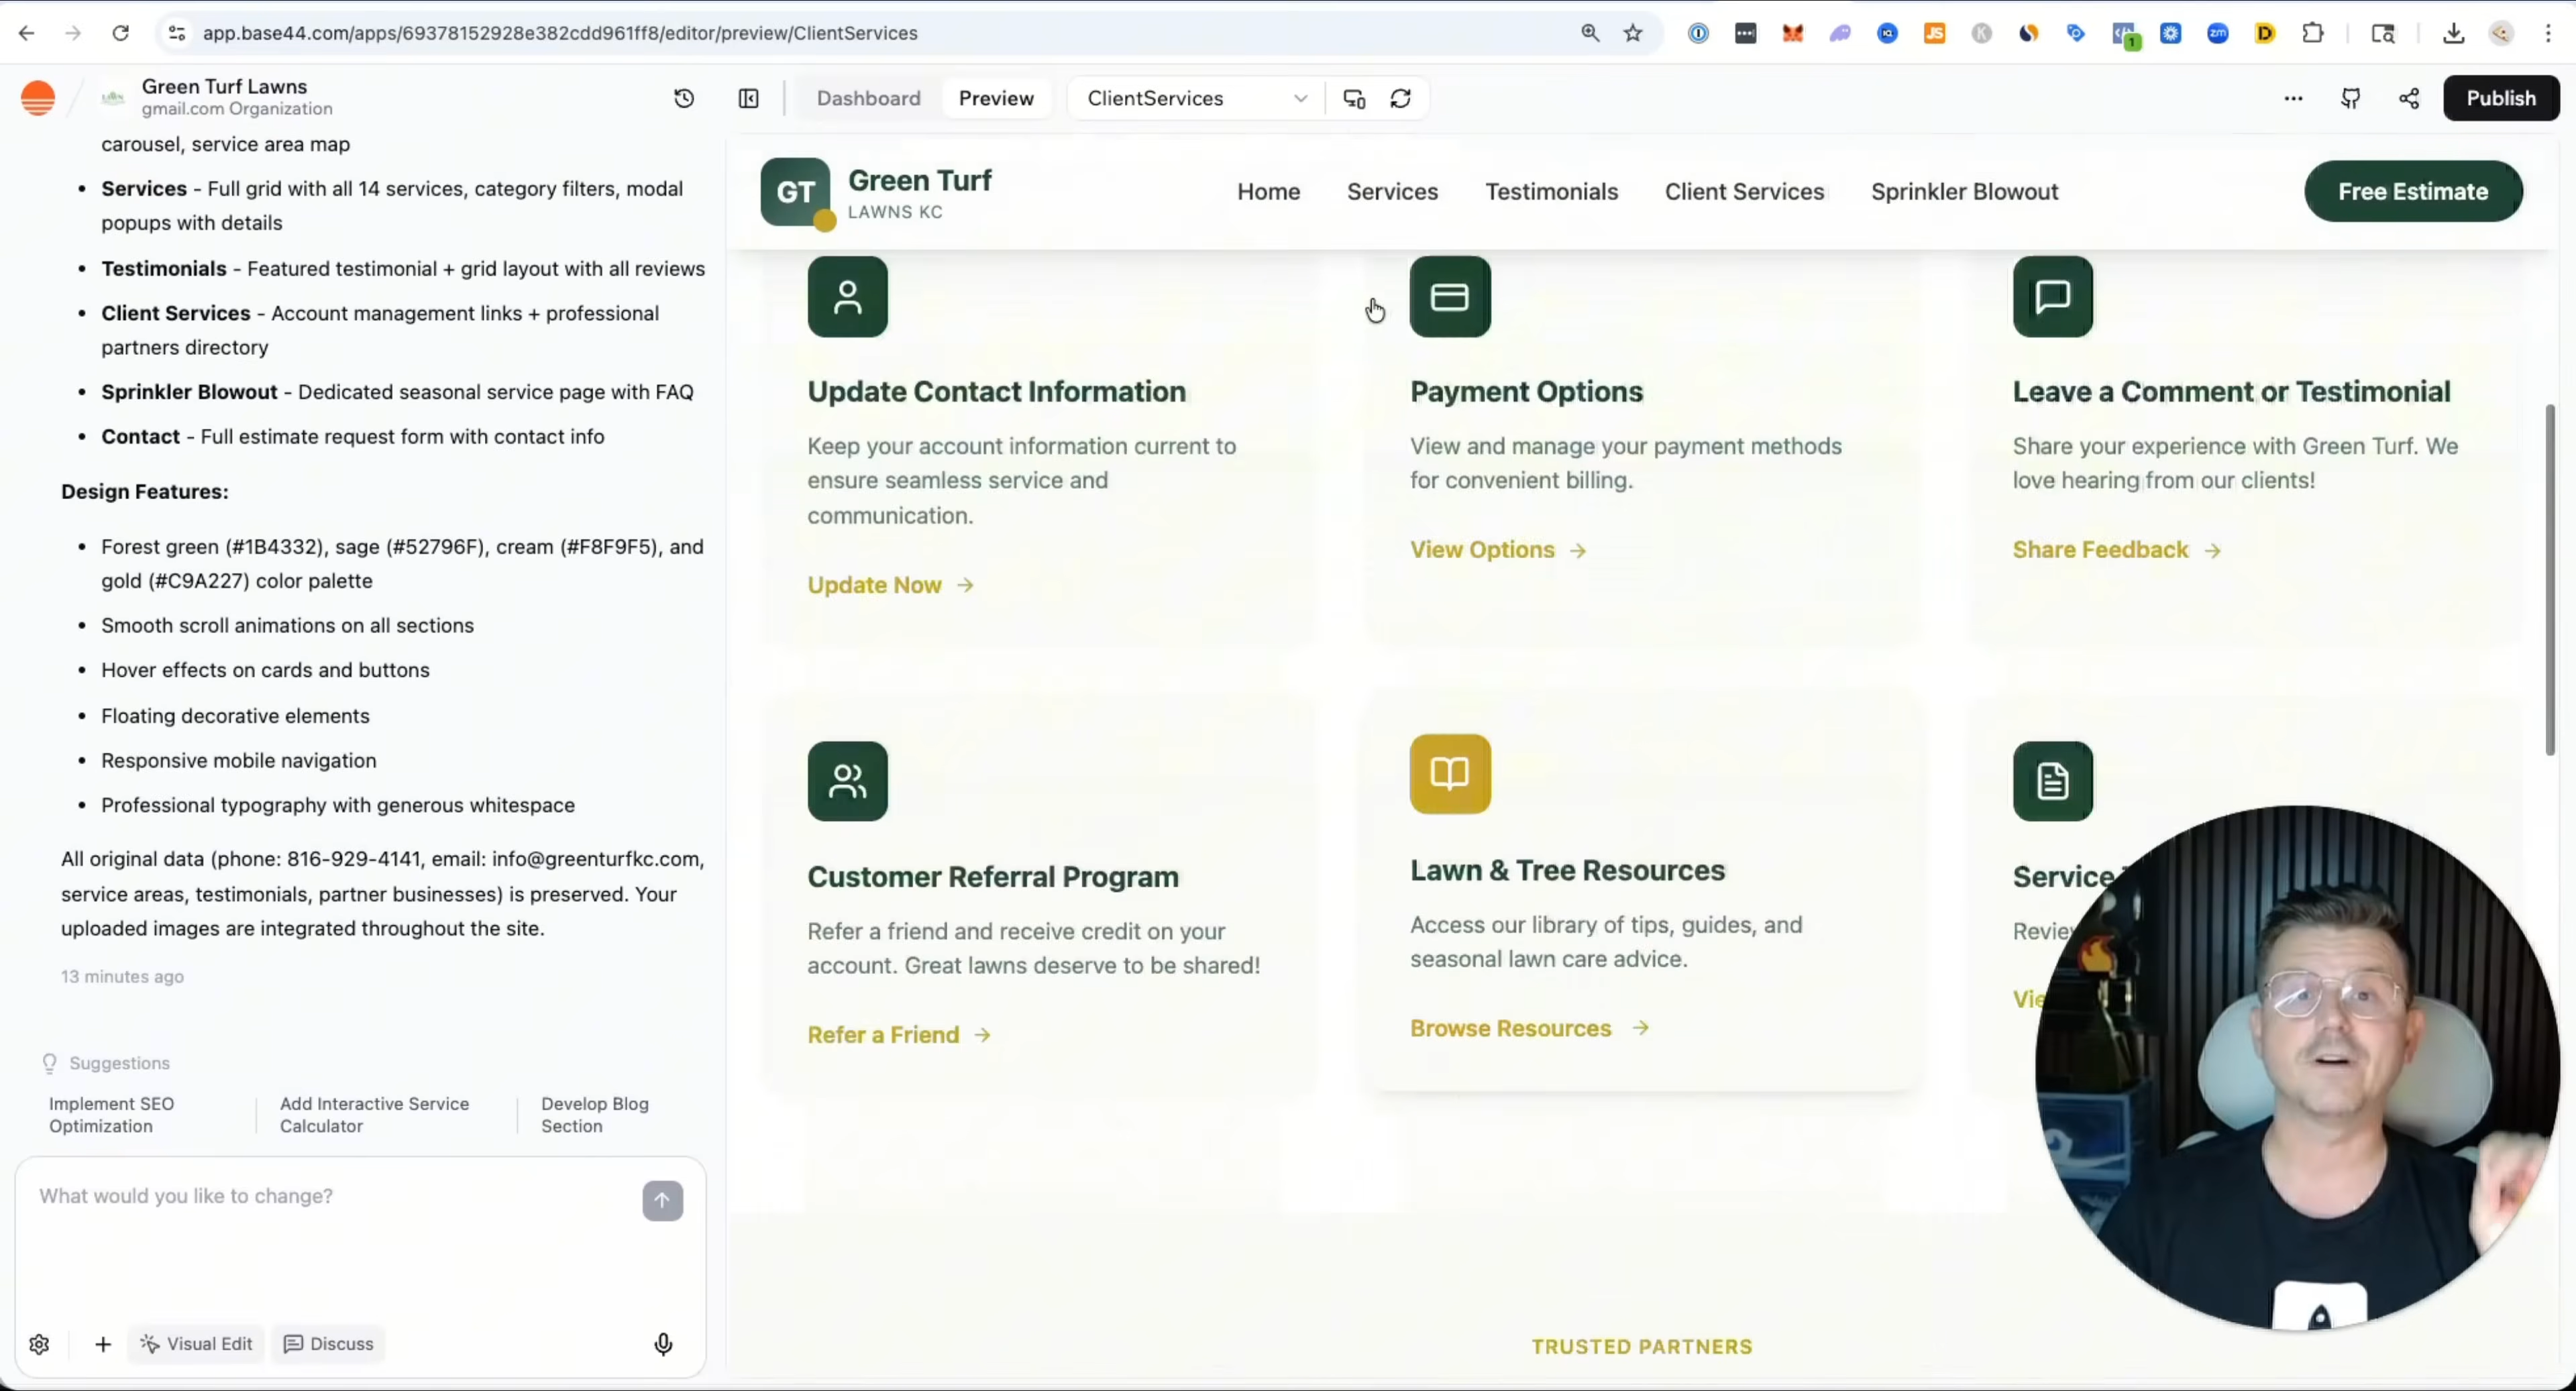 app.base44.com/apps/69378152928e382cdd961ff8/editor/preview/ClientServices
Green Turf Lawns
gmail.com Organization
Dashboard
Preview
ClientServices
Publish
carousel, service area map
• Services - Full grid with all 14 services, category filters, modal
popups with details
• Testimonials - Featured testimonial + grid layout with all reviews
• Client Services - Account management links + professional
partners directory
• Sprinkler Blowout - Dedicated seasonal service page with FAQ
• Contact - Full estimate request form with contact info
Design Features:
• Forest green (#1B4332), sage (#52796F), cream (#F8F9F5), and
gold (#C9A227) color palette
• Smooth scroll animations on all sections
• Hover effects on cards and buttons
• Floating decorative elements
• Responsive mobile navigation
• Professional typography with generous whitespace
All original data (phone: 816-929-4141, email: info@greenturfkc.com,
service areas, testimonials, partner businesses) is preserved. Your
uploaded images are integrated throughout the site.
13 minutes ago
Suggestions
Implement SEO
Optimization
Add Interactive Service
Calculator
Develop Blog
Section
What would you like to change?
Visual Edit
Discuss
GT
Green Turf
LAWNS KC
Home
Services
Testimonials
Client Services
Sprinkler Blowout
Free Estimate
Update Contact Information
Keep your account information current to
ensure seamless service and
communication.
Update Now →
Payment Options
View and manage your payment methods
for convenient billing.
View Options →
Leave a Comment or Testimonial
Share your experience with Green Turf. We
love hearing from our clients!
Share Feedback →
Customer Referral Program
Refer a friend and receive credit on your
account. Great lawns deserve to be shared!
Refer a Friend →
Lawn & Tree Resources
Access our library of tips, guides, and
seasonal lawn care advice.
Browse Resources →
Service
TRUSTED PARTNERS